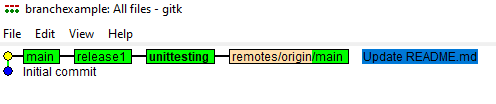 branchexample: All files - gitk
File Edit View Help
main release1 unittesting remotes/origin/main Update README.md
Initial commit